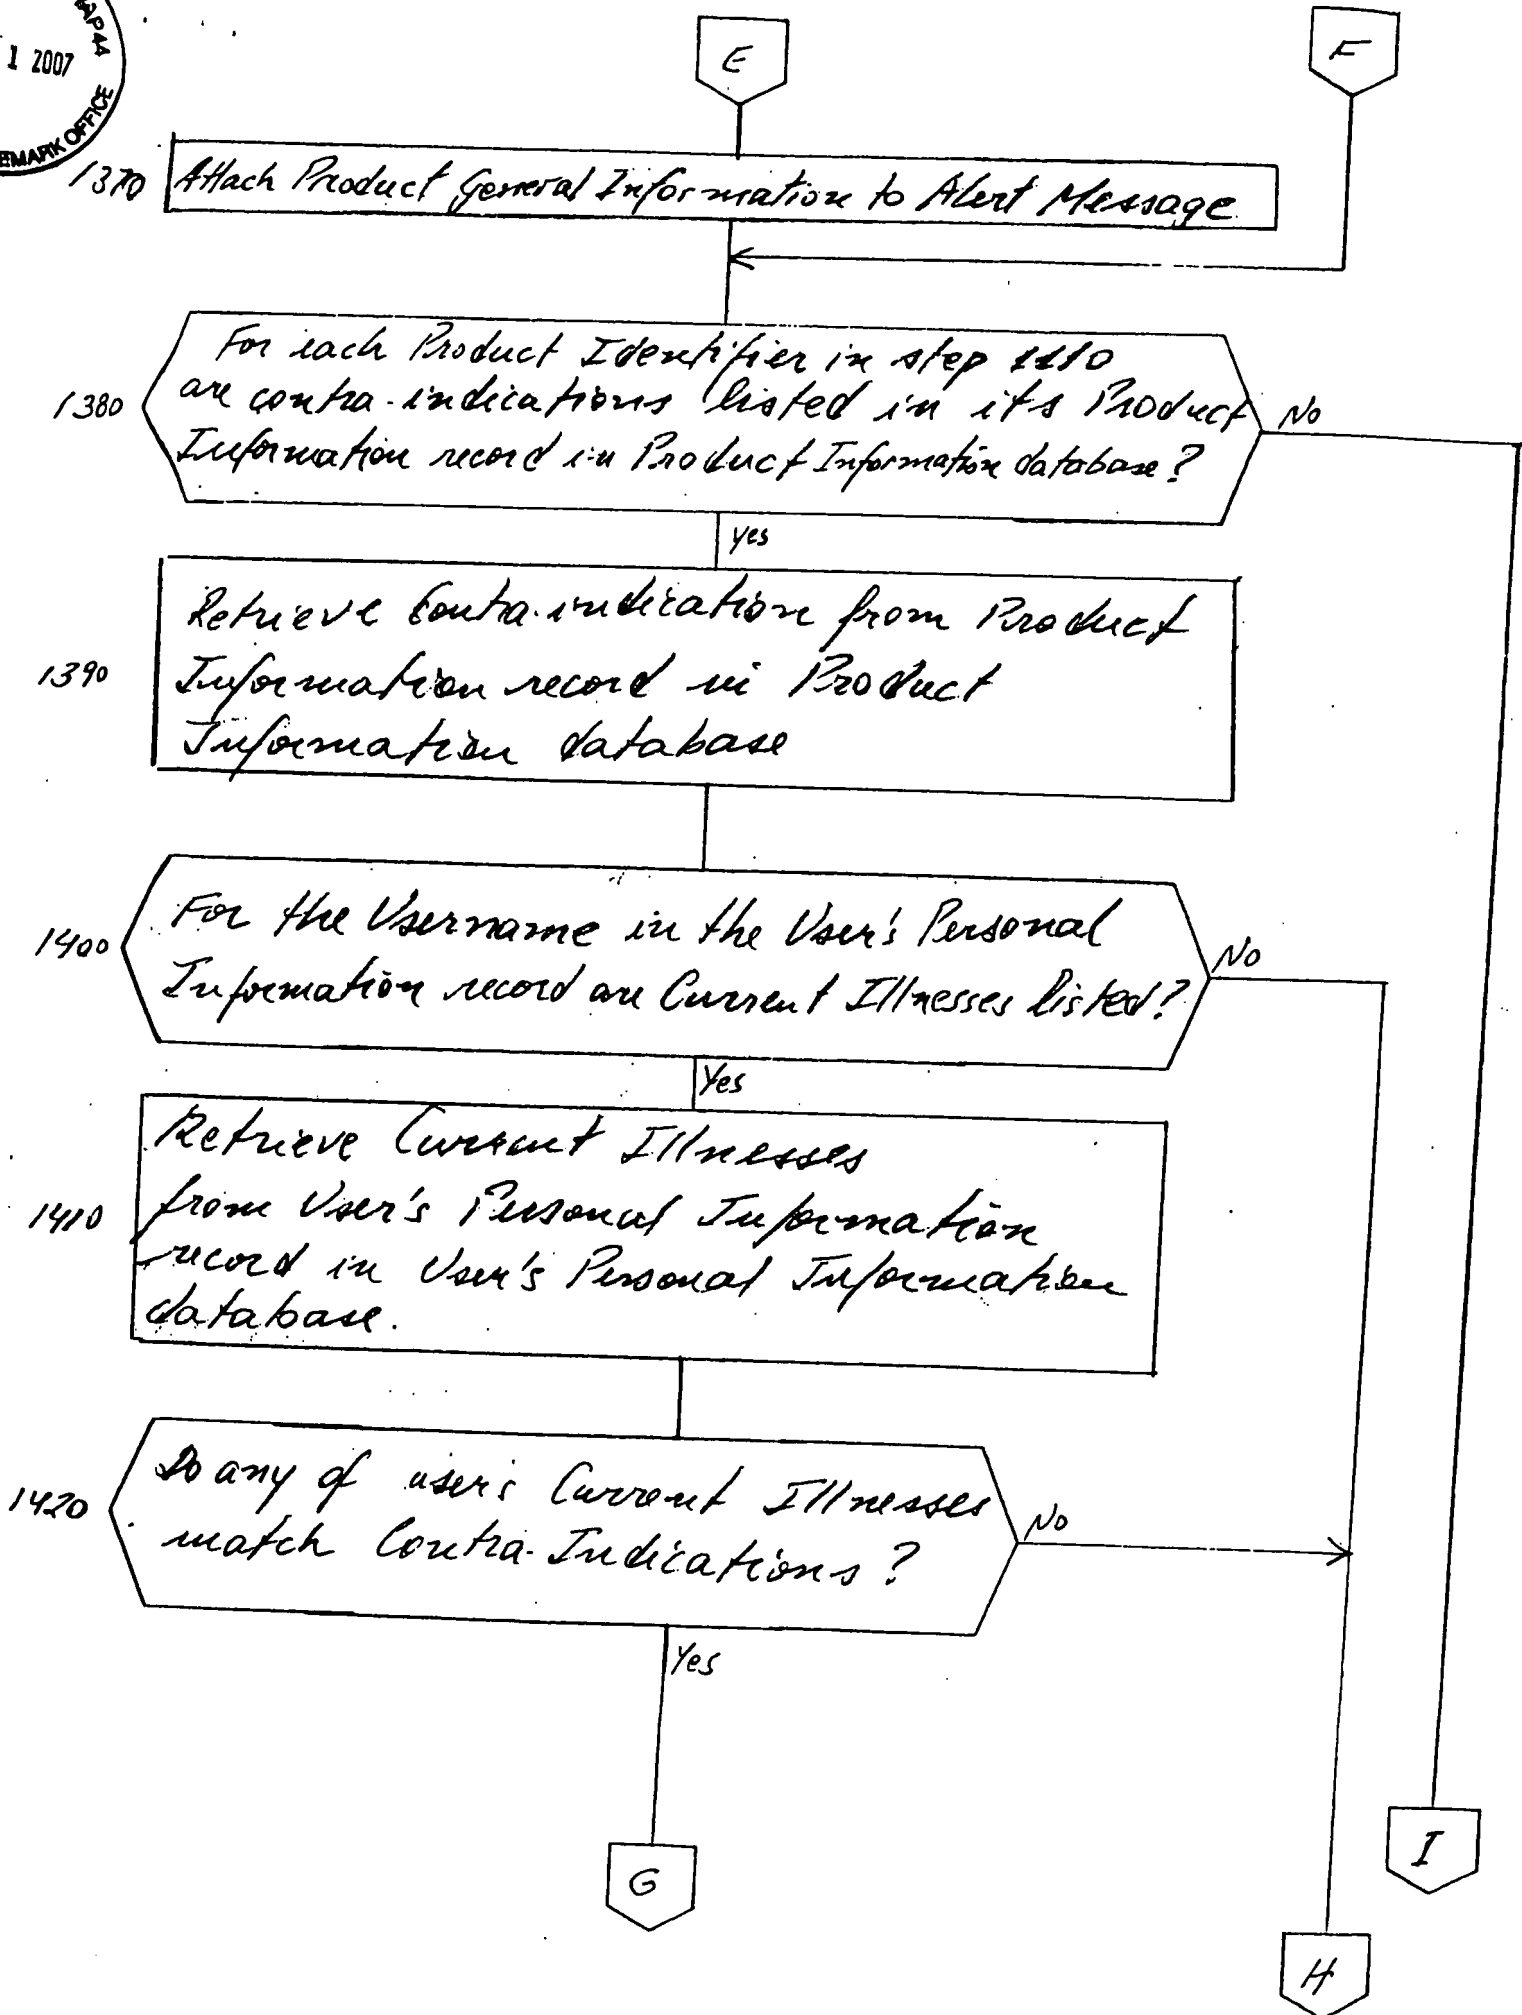 1 2007
EMARK OFFICE
E
F
1370
Attach Product General Information to Alert Message
1380
For each Product Identifier in step 1110
are contra-indications listed in its Product
Information record in Product Information database?
No
yes
1390
Retrieve Contra-indication from Product
Information record in Product
Information database
1400
For the Username in the User's Personal
Information record are Current Illnesses listed?
No
Yes
1410
Retrieve Current Illnesses
from User's Personal Information
record in User's Personal Information
database.
1420
Do any of user's Current Illnesses
match Contra-Indications?
No
Yes
G
I
H